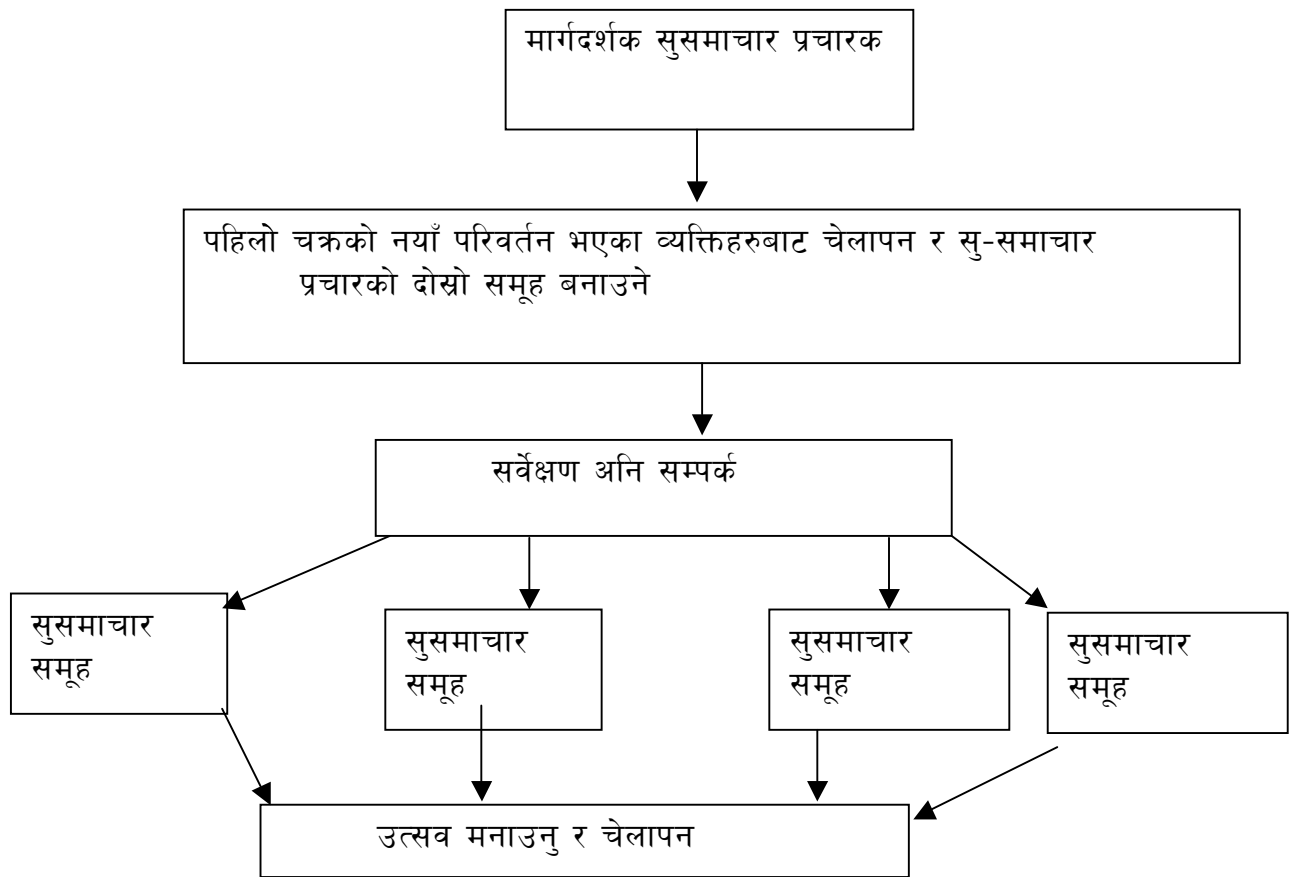 मार्गदर्शक सुसमाचार प्रचारक
पहिलो चक्रको नयाँ परिवर्तन भएका व्यक्तिहरुबाट चेलापन र सु-समाचार
प्रचारको दोस्रो समूह बनाउने
सर्वेक्षण अनि सम्पर्क
सुसमाचार
समूह
सुसमाचार
समूह
सुसमाचार
समूह
सुसमाचार
समूह
उत्सव मनाउनु र चेलापन